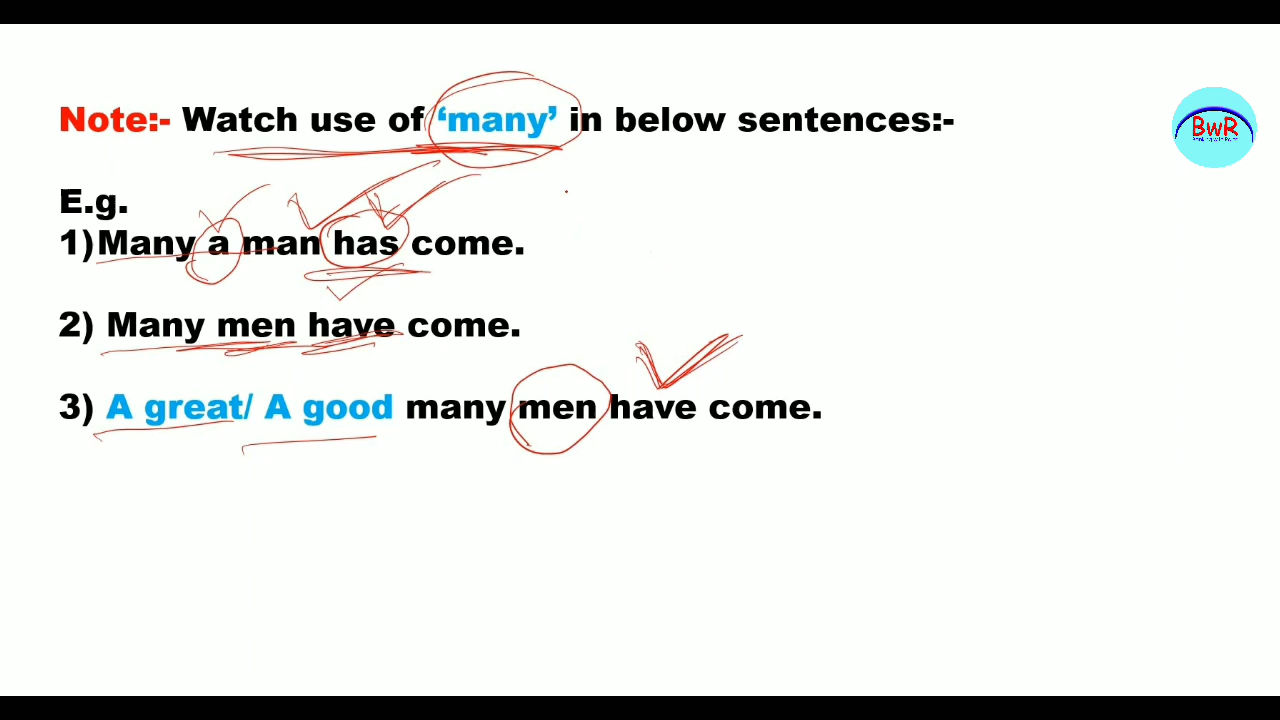 Note:- Watch use of ‘many’ in below sentences:-
BwR
E.g.
1)Many a man has come.
2) Many men have come.
3) A great/ A good many men have come.